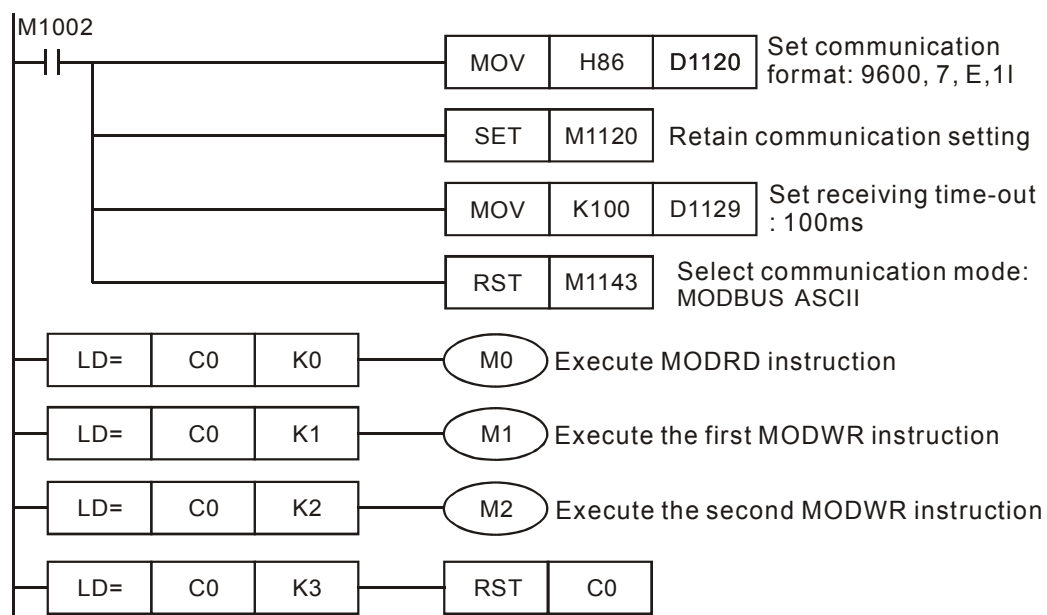 M1002
MOV H86 D1120 Set communication
format: 9600, 7, E,1l
SET M1120 Retain communication setting
MOV K100 D1129 Set receiving time-out
: 100ms
RST M1143 Select communication mode:
MODBUS ASCII
LD= C0 K0 M0 Execute MODRD instruction
LD= C0 K1 M1 Execute the first MODWR instruction
LD= C0 K2 M2 Execute the second MODWR instruction
LD= C0 K3 RST C0